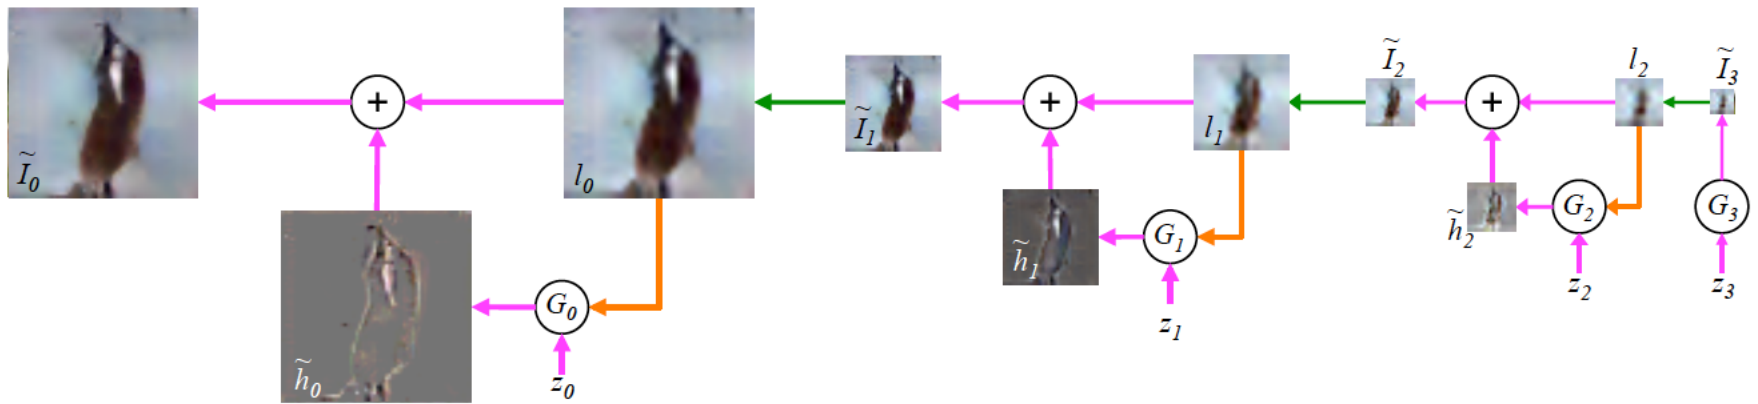 Ĩ₀
+
h̃₀
G₀
z₀
l₀
Ĩ₁
+
h̃₁
G₁
z₁
l₁
Ĩ₂
+
h̃₂
G₂
z₂
l₂
Ĩ₃
G₃
z₃